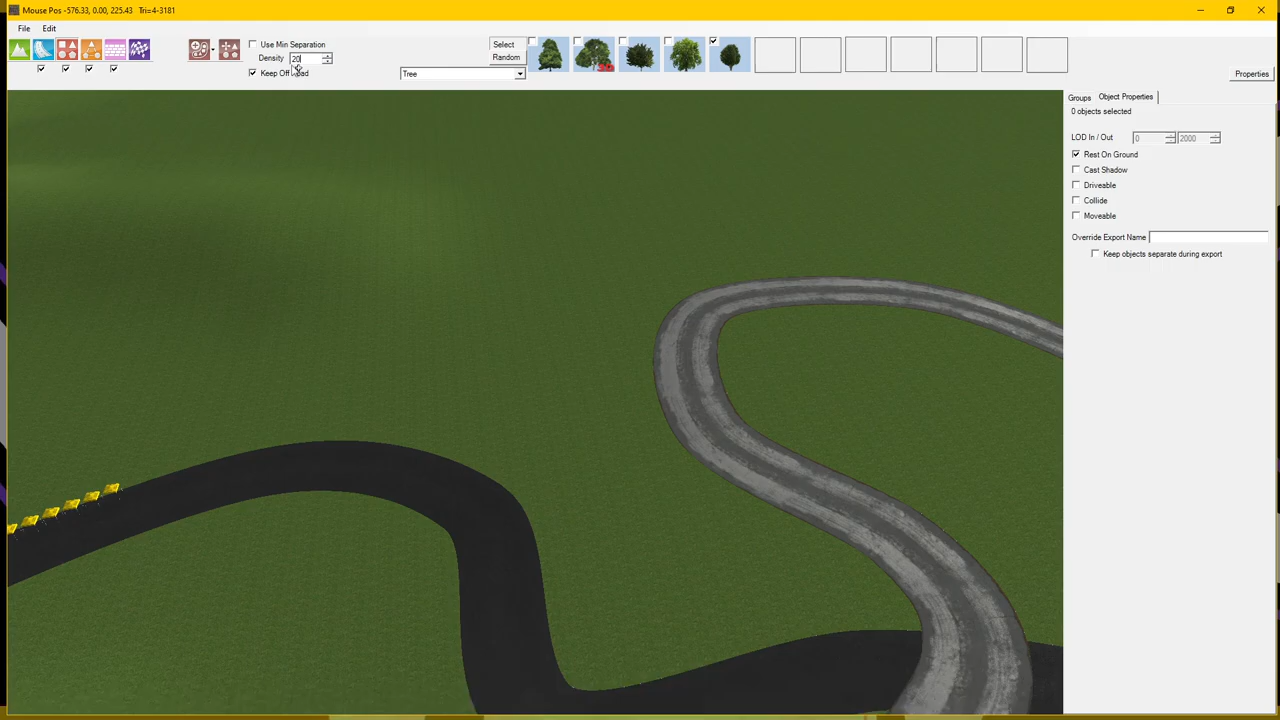 Mouse Pos -576.33, 0.00, 225.43 Tri=4-3181
File Edit
Use Min Separation
Density 20
Keep Off Road
Select
Random
Tree
3D
Properties
Groups Object Properties
0 objects selected
LOD In / Out 0 2000
Rest On Ground
Cast Shadow
Driveable
Collide
Moveable
Override Export Name
Keep objects separate during export